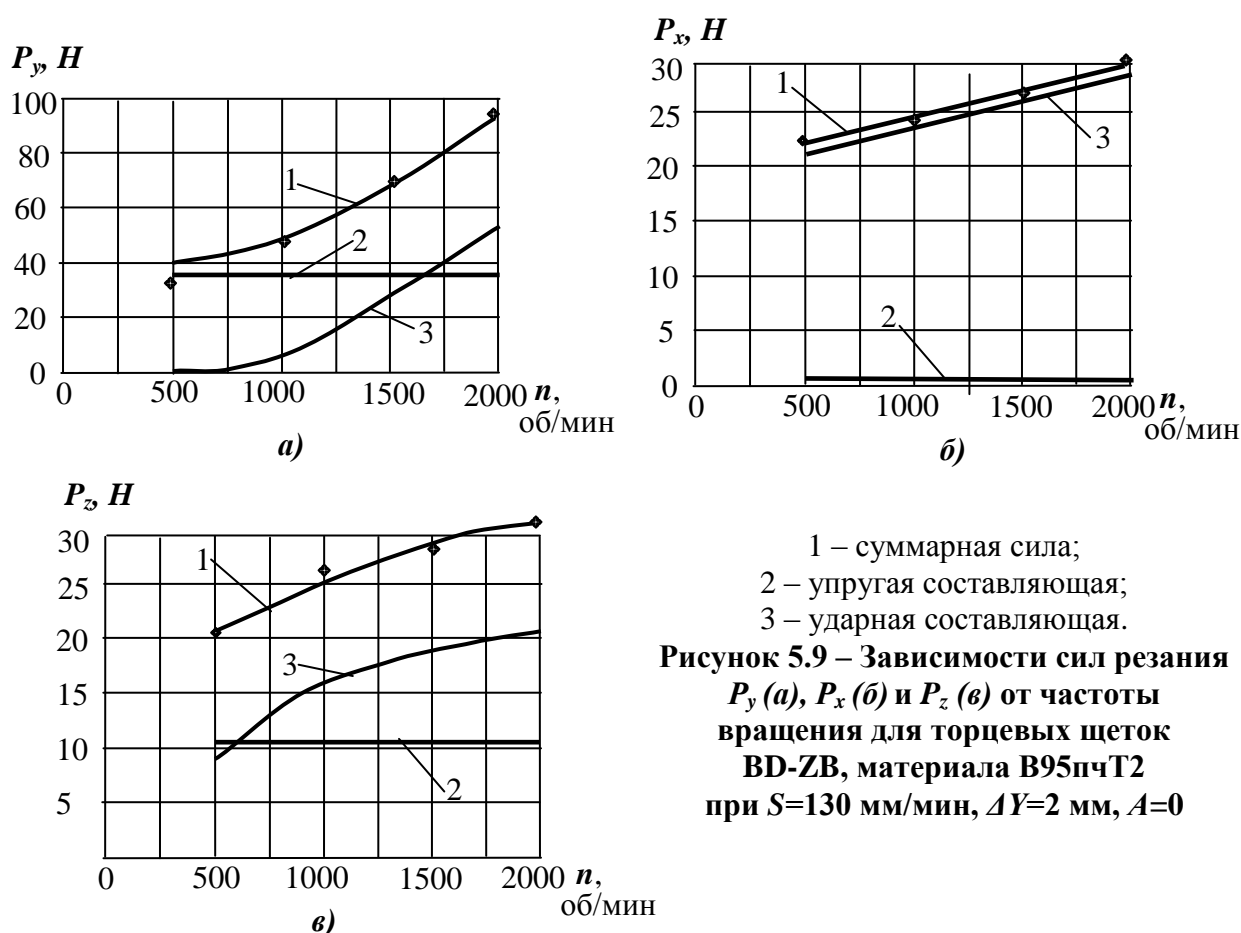 P_y, H
100
80
60
40
20
0
1
2
3
0 500 1000 1500 2000 n,
об/мин
а)
P_x, H
30
25
20
15
10
5
0
1
3
2
0 500 1000 1500 2000 n,
об/мин
б)
P_z, H
30
25
20
15
10
5
1
3
2
0 500 1000 1500 2000 n,
об/мин
в)
1 – суммарная сила;
2 – упругая составляющая;
3 – ударная составляющая.
Рисунок 5.9 – Зависимости сил резания
P_y (а), P_x (б) и P_z (в) от частоты
вращения для торцевых щеток
BD-ZB, материала В95пчТ2
при S=130 мм/мин, ΔY=2 мм, A=0